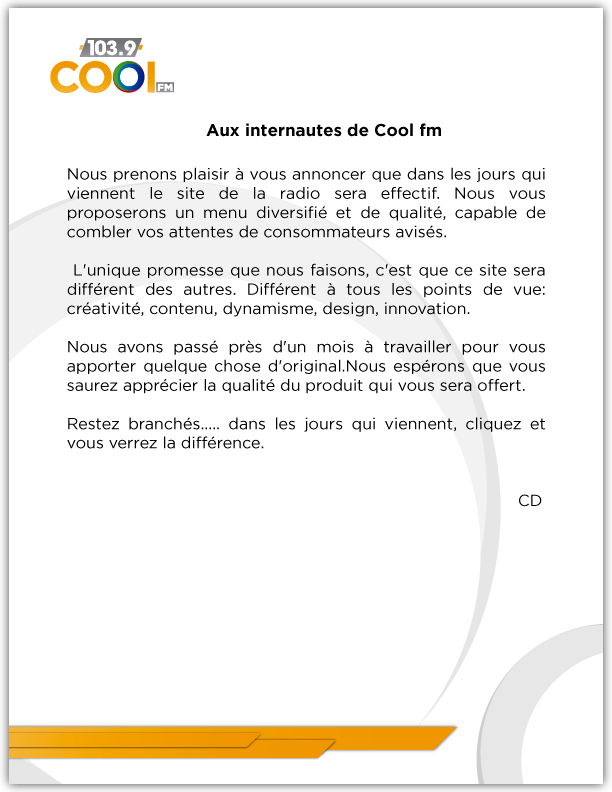 103.9
COOL FM
Aux internautes de Cool fm
Nous prenons plaisir à vous annoncer que dans les jours qui
viennent le site de la radio sera effectif. Nous vous
proposerons un menu diversifié et de qualité, capable de
combler vos attentes de consommateurs avisés.
L'unique promesse que nous faisons, c'est que ce site sera
différent des autres. Différent à tous les points de vue:
créativité, contenu, dynamisme, design, innovation.
Nous avons passé près d'un mois à travailler pour vous
apporter quelque chose d'original.Nous espérons que vous
saurez apprécier la qualité du produit qui vous sera offert.
Restez branchés..... dans les jours qui viennent, cliquez et
vous verrez la différence.
CD